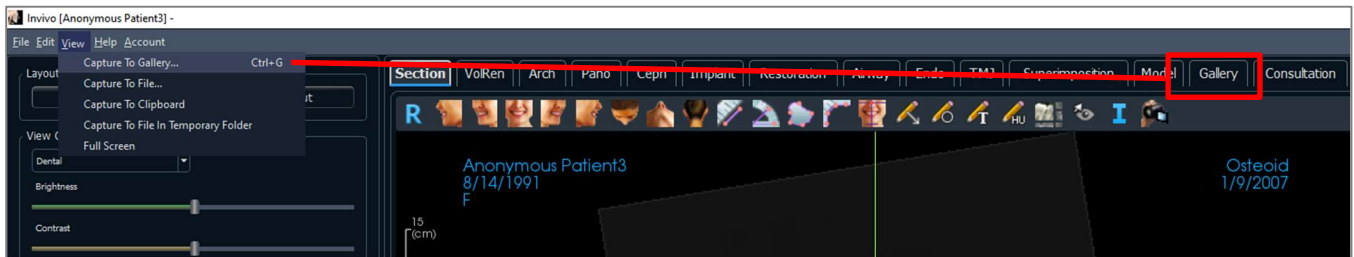 Invivo [Anonymous Patient3] -
File Edit View Help Account
Capture To Gallery... Ctrl+G
Capture To File...
Capture To Clipboard
Capture To File In Temporary Folder
Full Screen
Layout
View
Dental
Brightness
Contrast
Section VolRen Arch Pano Ceph Implant Restoration Airway Endo TMJ Superimposition Model Gallery Consultation
R T HU I
Anonymous Patient3
8/14/1991
F
Osteoid
1/9/2007
15
(cm)